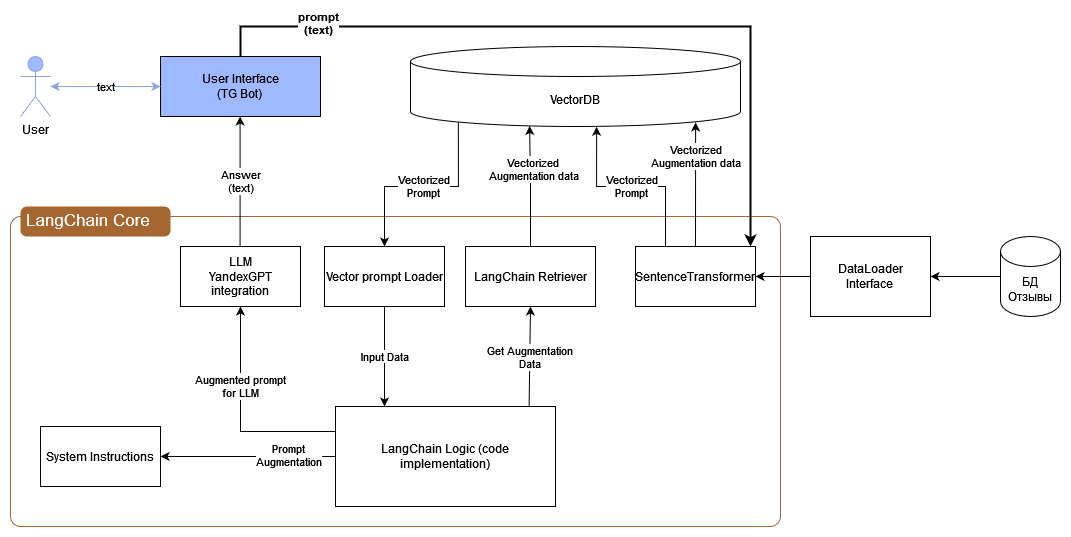 prompt
(text)
User Interface
(TG Bot)
text
User
VectorDB
Answer
(text)
Vectorized
Prompt
Vectorized
Augmentation data
Vectorized
Prompt
Vectorized
Augmentation data
LangChain Core
LLM
YandexGPT
integration
Vector prompt Loader
LangChain Retriever
SentenceTransformer
DataLoader
Interface
БД
Отзывы
Input Data
Get Augmentation
Data
Augmented prompt
for LLM
System Instructions
Prompt
Augmentation
LangChain Logic (code
implementation)